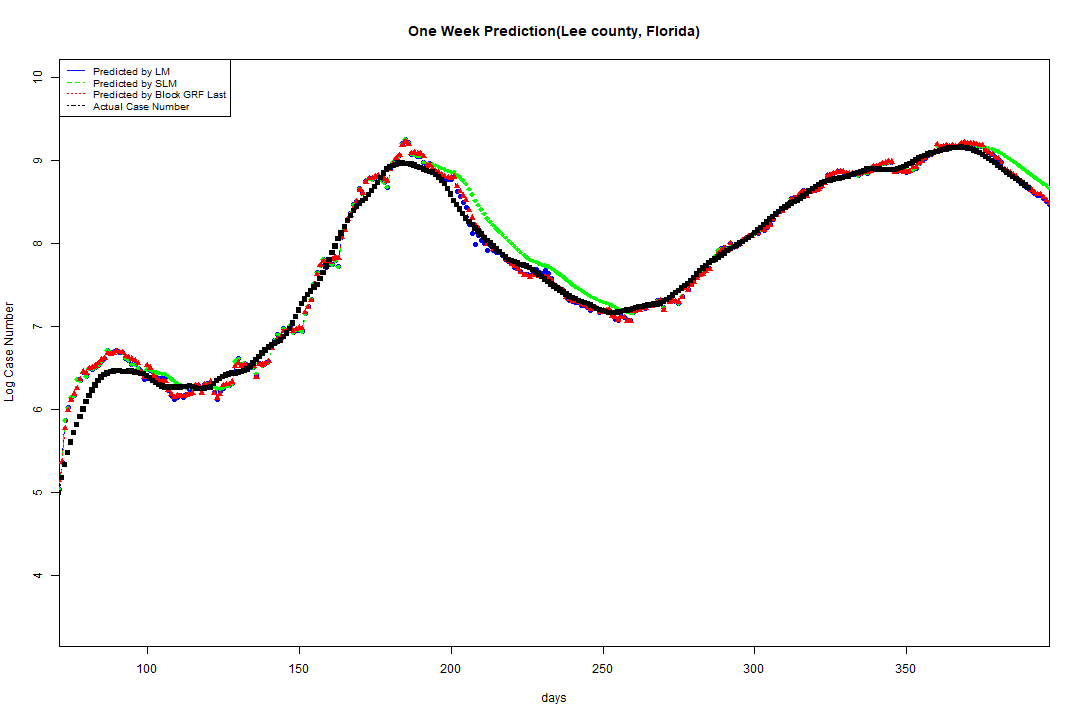 One Week Prediction(Lee county, Florida)
Predicted by LM
Predicted by SLM
Predicted by Block GRF Last
Actual Case Number
10
9
8
7
6
5
4
Log Case Number
100 150 200 250 300 350
days